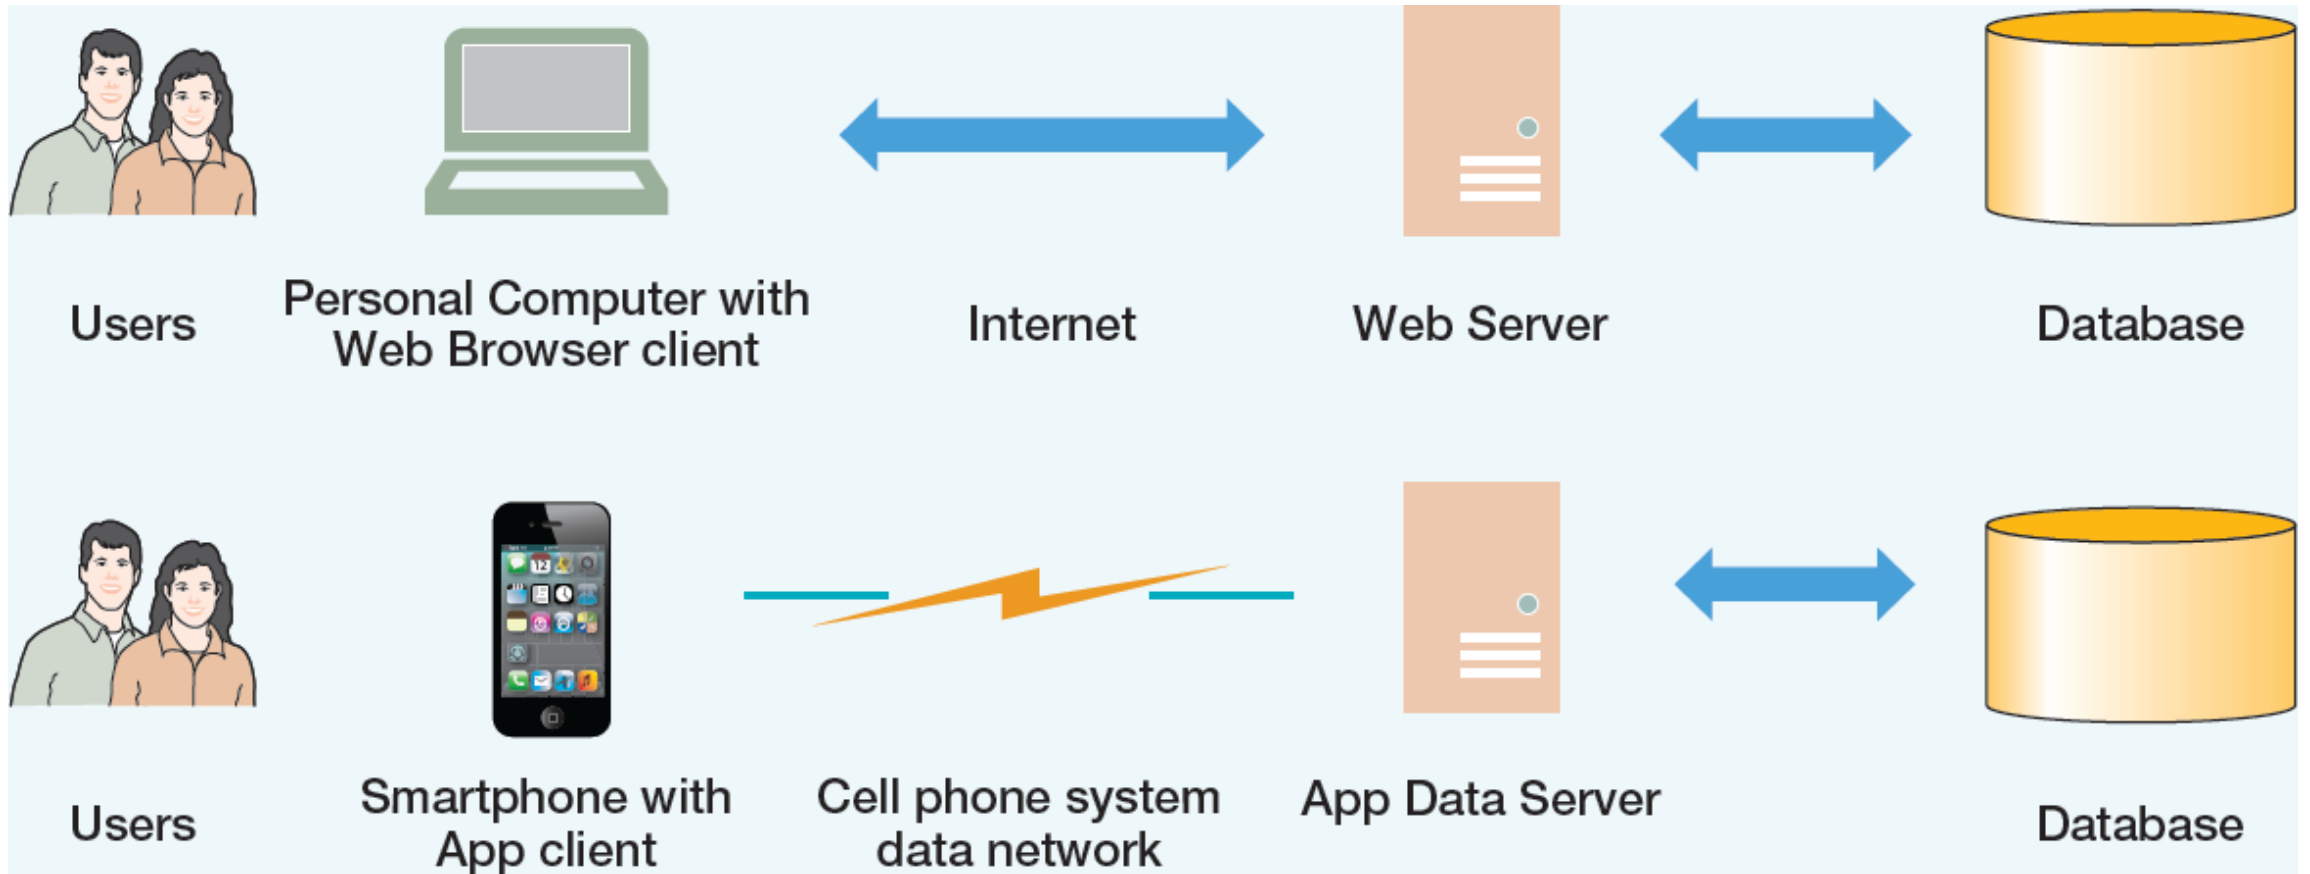 Users
Personal Computer with
Web Browser client
Internet
Web Server
Database
12
Users
Smartphone with
App client
Cell phone system
data network
App Data Server
Database